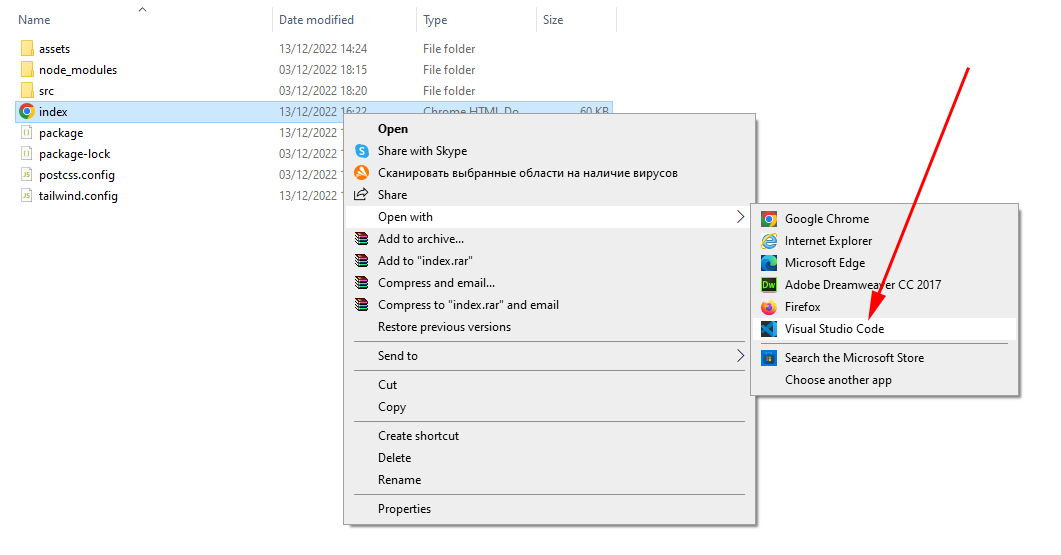 Name Date modified Type Size
assets 13/12/2022 14:24 File folder
node_modules 03/12/2022 18:15 File folder
src 03/12/2022 18:20 File folder
index 13/12/2022 16:22 Chrome HTML Do... 60 KB
package 13/12/2022
package-lock 03/12/2022
postcss.config 03/12/2022
tailwind.config 13/12/2022
Open
Share with Skype
Сканировать выбранные области на наличие вирусов
Share
Open with
Add to archive...
Add to "index.rar"
Compress and email...
Compress to "index.rar" and email
Restore previous versions
Send to
Cut
Copy
Create shortcut
Delete
Rename
Properties
Google Chrome
Internet Explorer
Microsoft Edge
Dw Adobe Dreamweaver CC 2017
Firefox
Visual Studio Code
Search the Microsoft Store
Choose another app